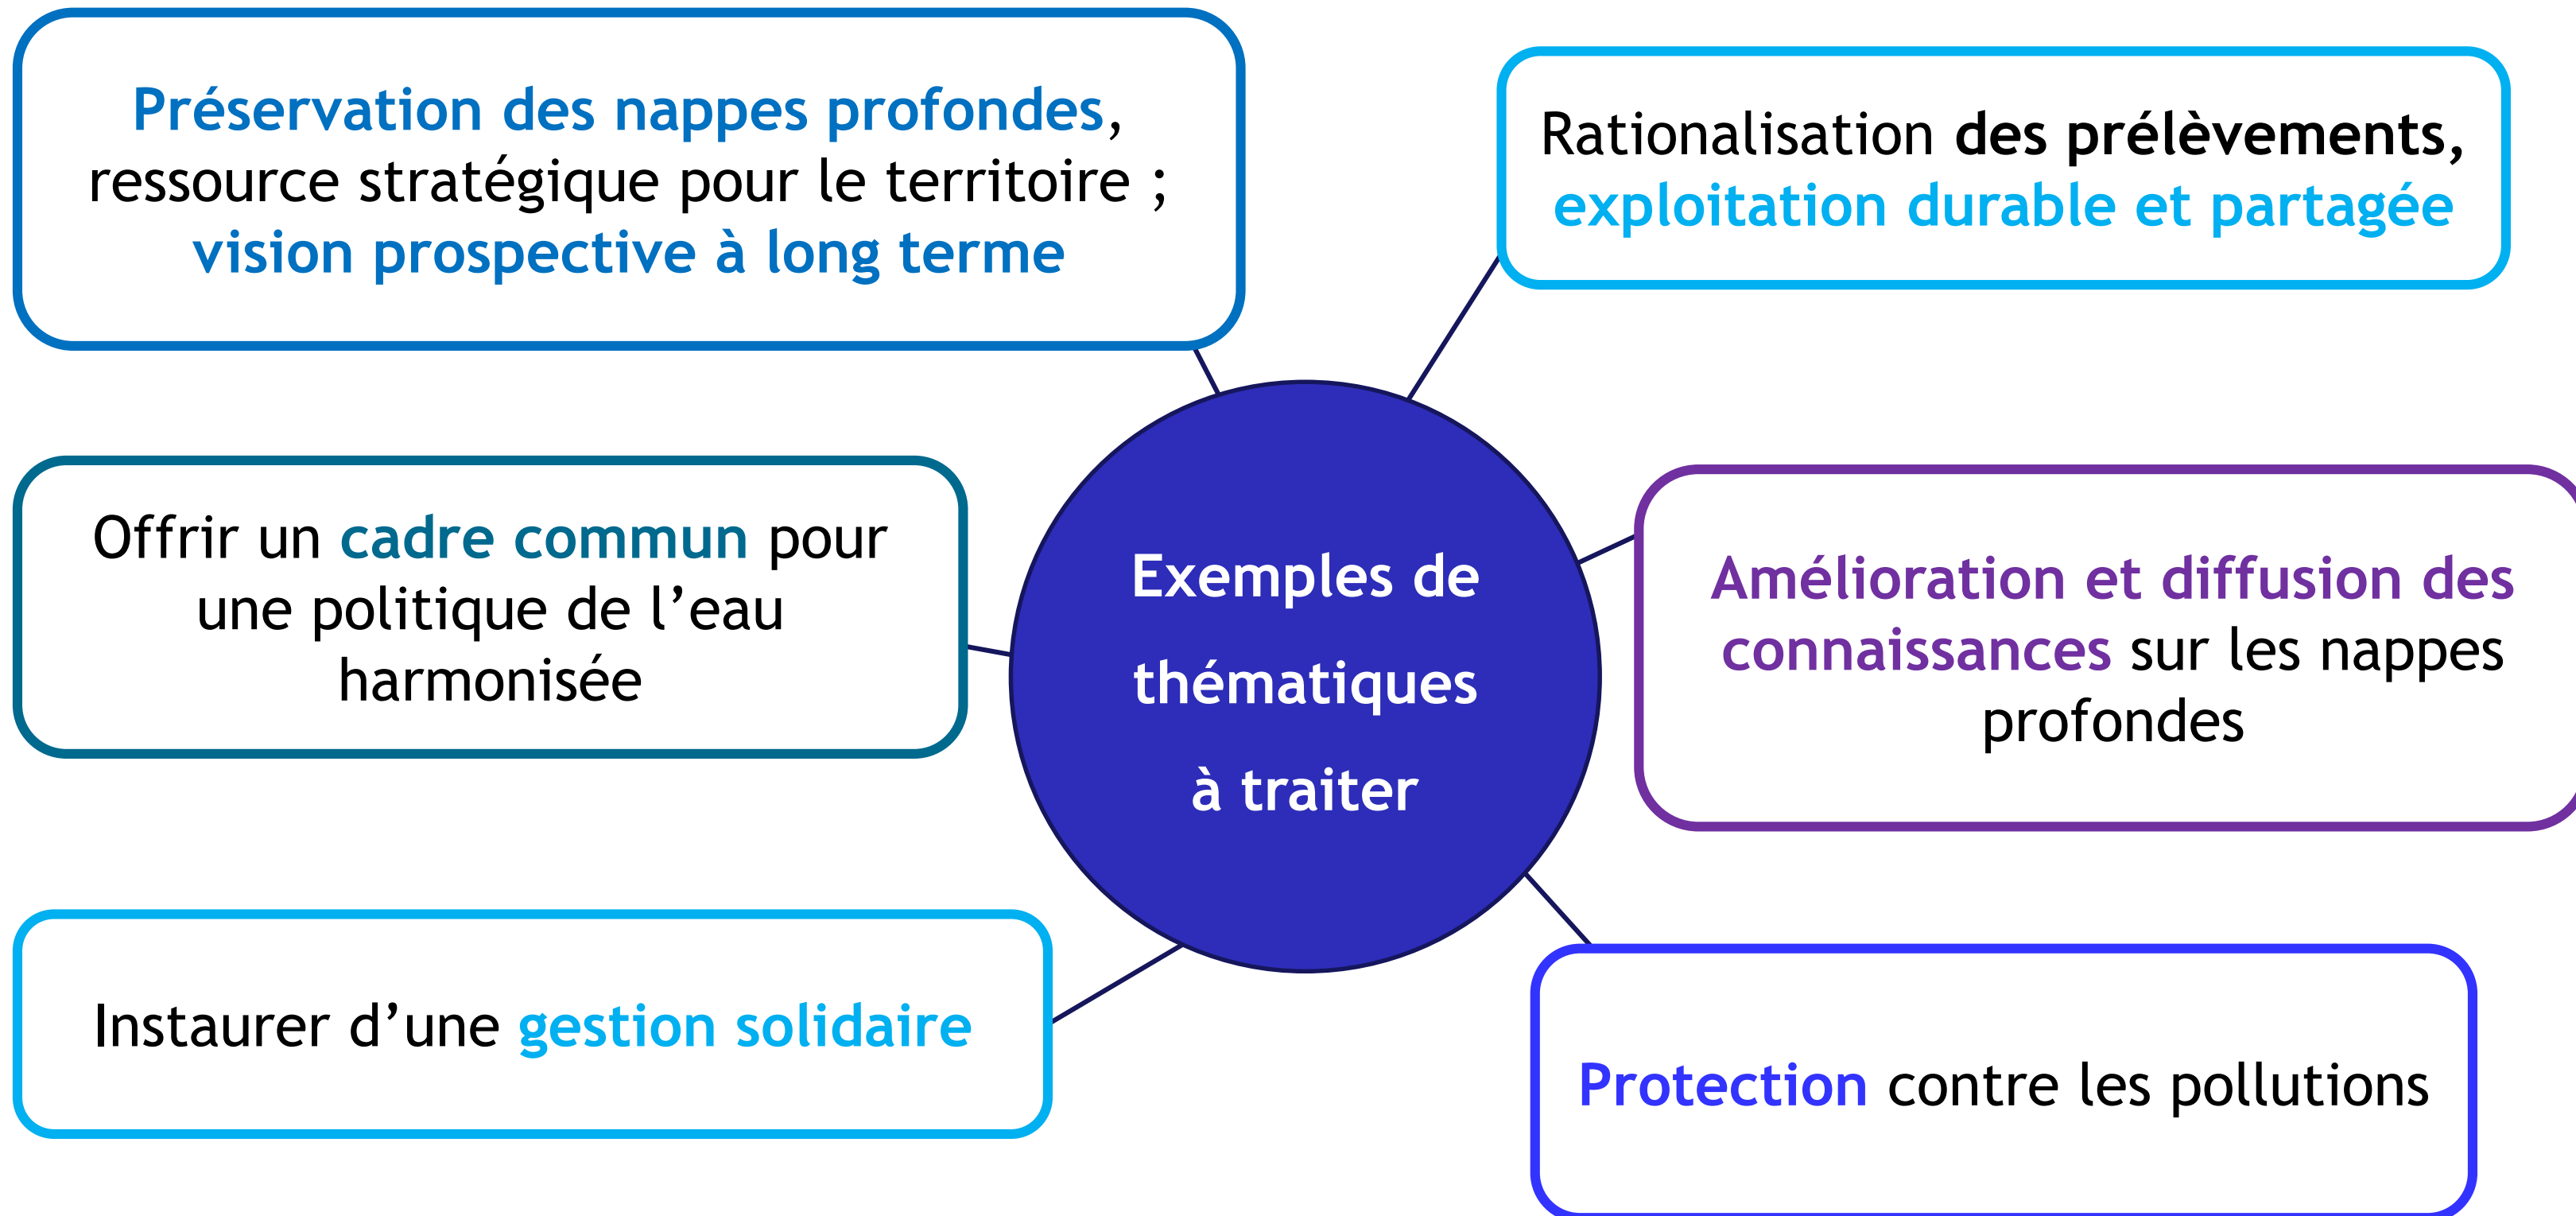 Préservation des nappes profondes,
ressource stratégique pour le territoire ;
vision prospective à long terme
Rationalisation des prélèvements,
exploitation durable et partagée
Offrir un cadre commun pour
une politique de l’eau
harmonisée
Exemples de
thématiques
à traiter
Amélioration et diffusion des
connaissances sur les nappes
profondes
Instaurer d’une gestion solidaire
Protection contre les pollutions